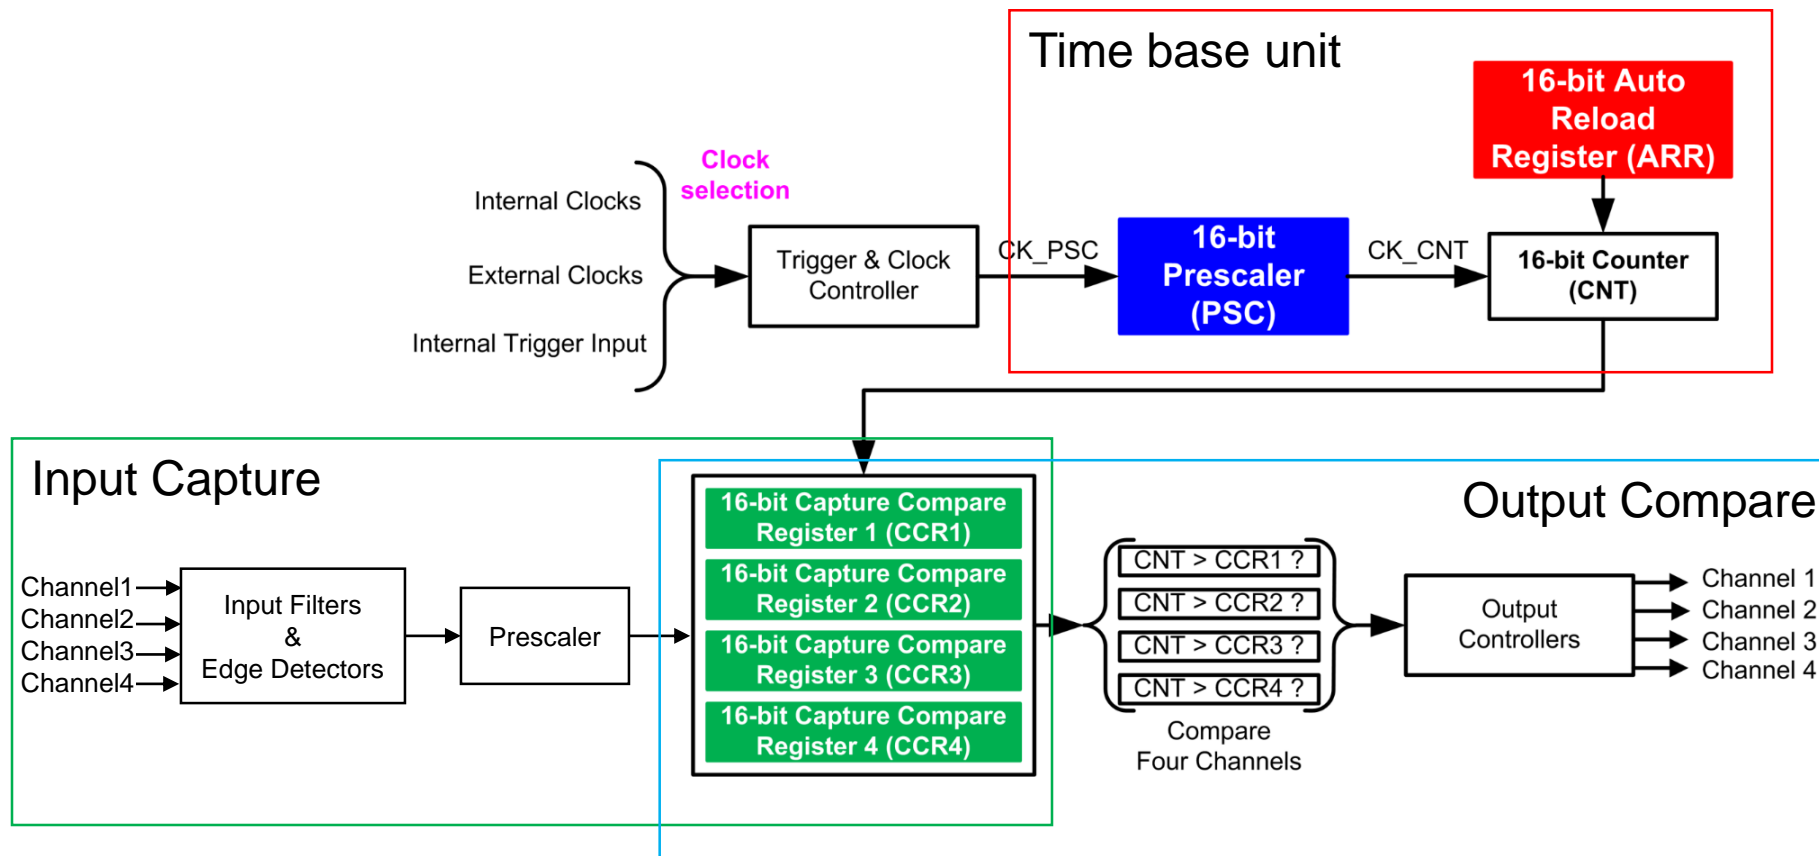 Time base unit
16-bit Auto
Reload
Register (ARR)
Clock
selection
Internal Clocks
External Clocks
Internal Trigger Input
Trigger & Clock
Controller
CK_PSC
16-bit
Prescaler
(PSC)
CK_CNT
16-bit Counter
(CNT)
Input Capture
Output Compare
Channel1
Channel2
Channel3
Channel4
Input Filters
&
Edge Detectors
Prescaler
16-bit Capture Compare
Register 1 (CCR1)
16-bit Capture Compare
Register 2 (CCR2)
16-bit Capture Compare
Register 3 (CCR3)
16-bit Capture Compare
Register 4 (CCR4)
CNT > CCR1 ?
CNT > CCR2 ?
CNT > CCR3 ?
CNT > CCR4 ?
Compare
Four Channels
Output
Controllers
Channel 1
Channel 2
Channel 3
Channel 4